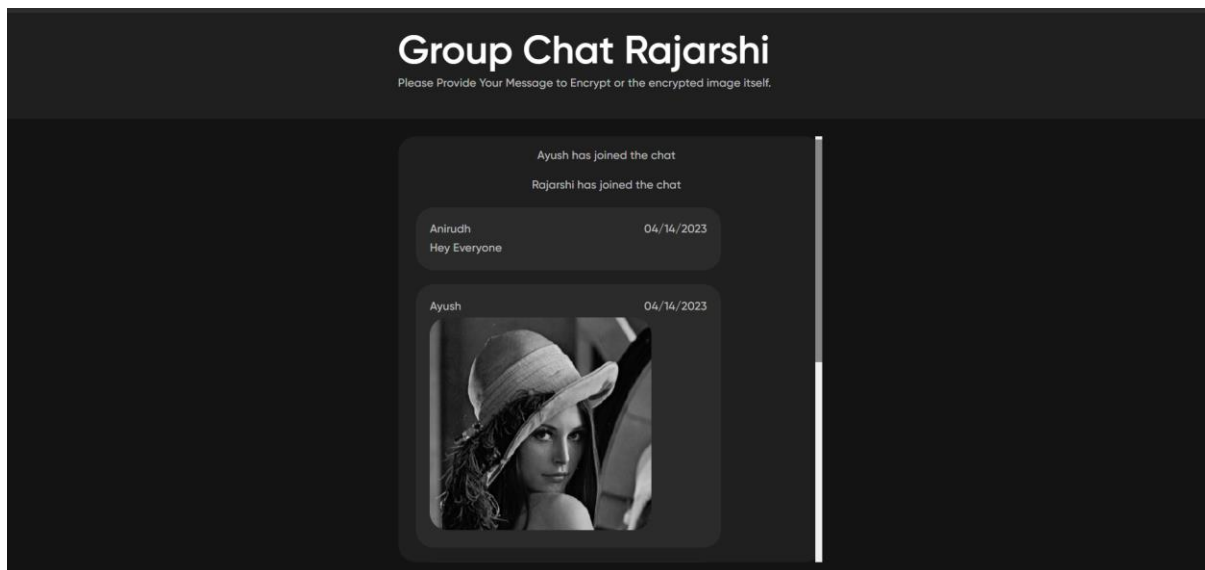 Group Chat Rajarshi
Please Provide Your Message to Encrypt or the encrypted image itself.
Ayush has joined the chat
Rajarshi has joined the chat
Anirudh 04/14/2023
Hey Everyone
Ayush 04/14/2023